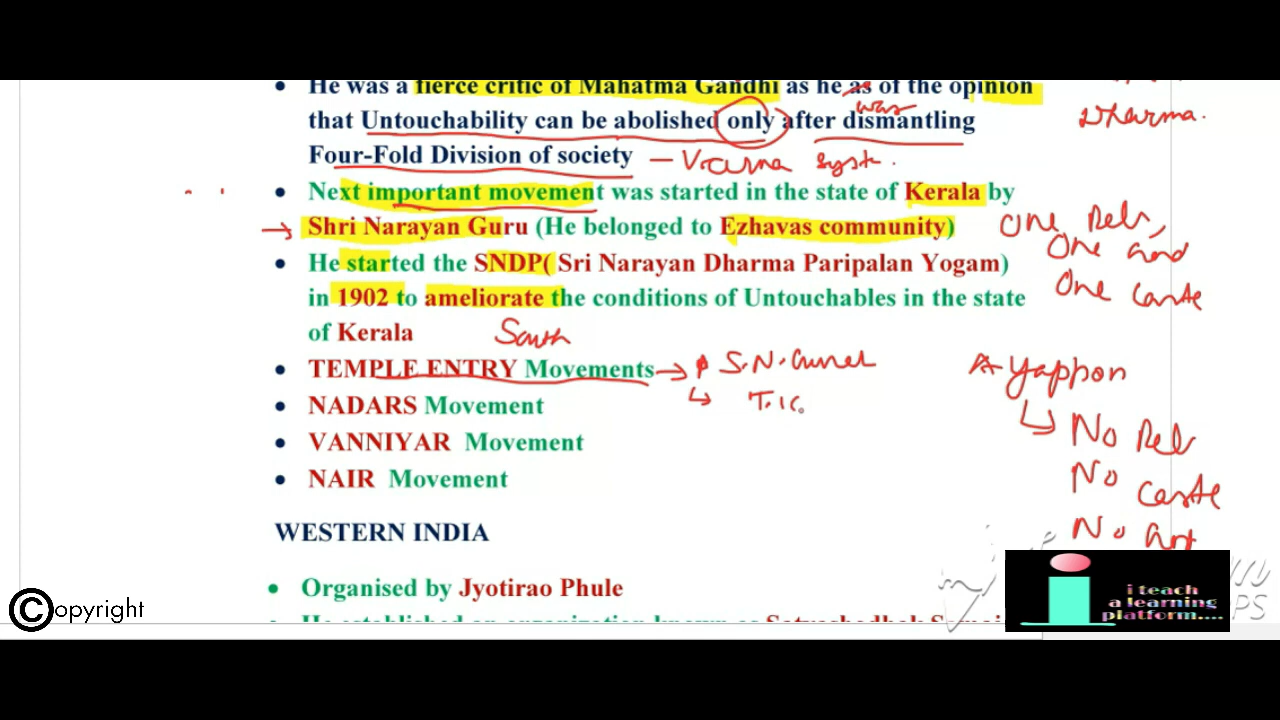 He was a fierce critic of Mahatma Gandhi as he as of the opinion
was
that Untouchability can be abolished only after dismantling
Dharma.
Four-Fold Division of society – Varna Syst.
Next important movement was started in the state of Kerala by
Shri Narayan Guru (He belonged to Ezhavas community)
One Reli,
One God
He started the SNDP( Sri Narayan Dharma Paripalan Yogam)
One Caste
in 1902 to ameliorate the conditions of Untouchables in the state
of Kerala
South
TEMPLE ENTRY Movements → S.N. Guru
Ayappan
NADARS Movement
T.K
No Reli
VANNIYAR Movement
NAIR Movement
No Caste
No God
WESTERN INDIA
Organised by Jyotirao Phule
Copyright
i teach
a learning
platform....